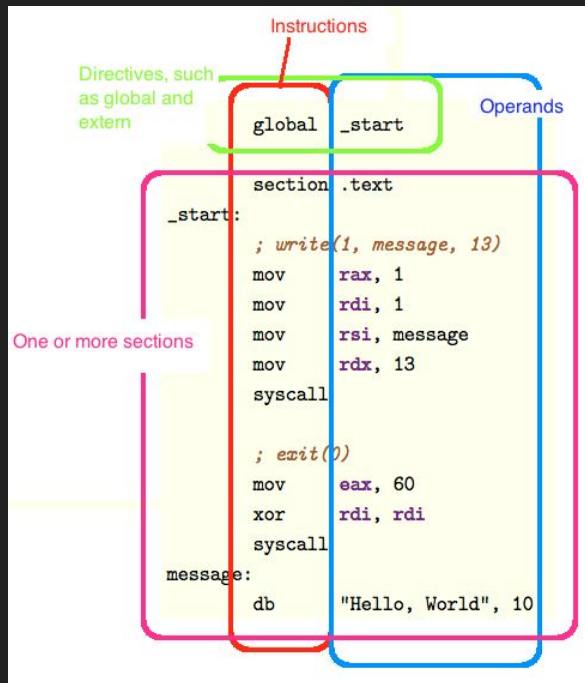 Instructions
Directives, such
as global and
extern
Operands
global _start
section .text
_start:
; write(1, message, 13)
mov rax, 1
mov rdi, 1
One or more sections
mov rsi, message
mov rdx, 13
syscall
; exit(0)
mov eax, 60
xor rdi, rdi
syscall
message:
db "Hello, World", 10